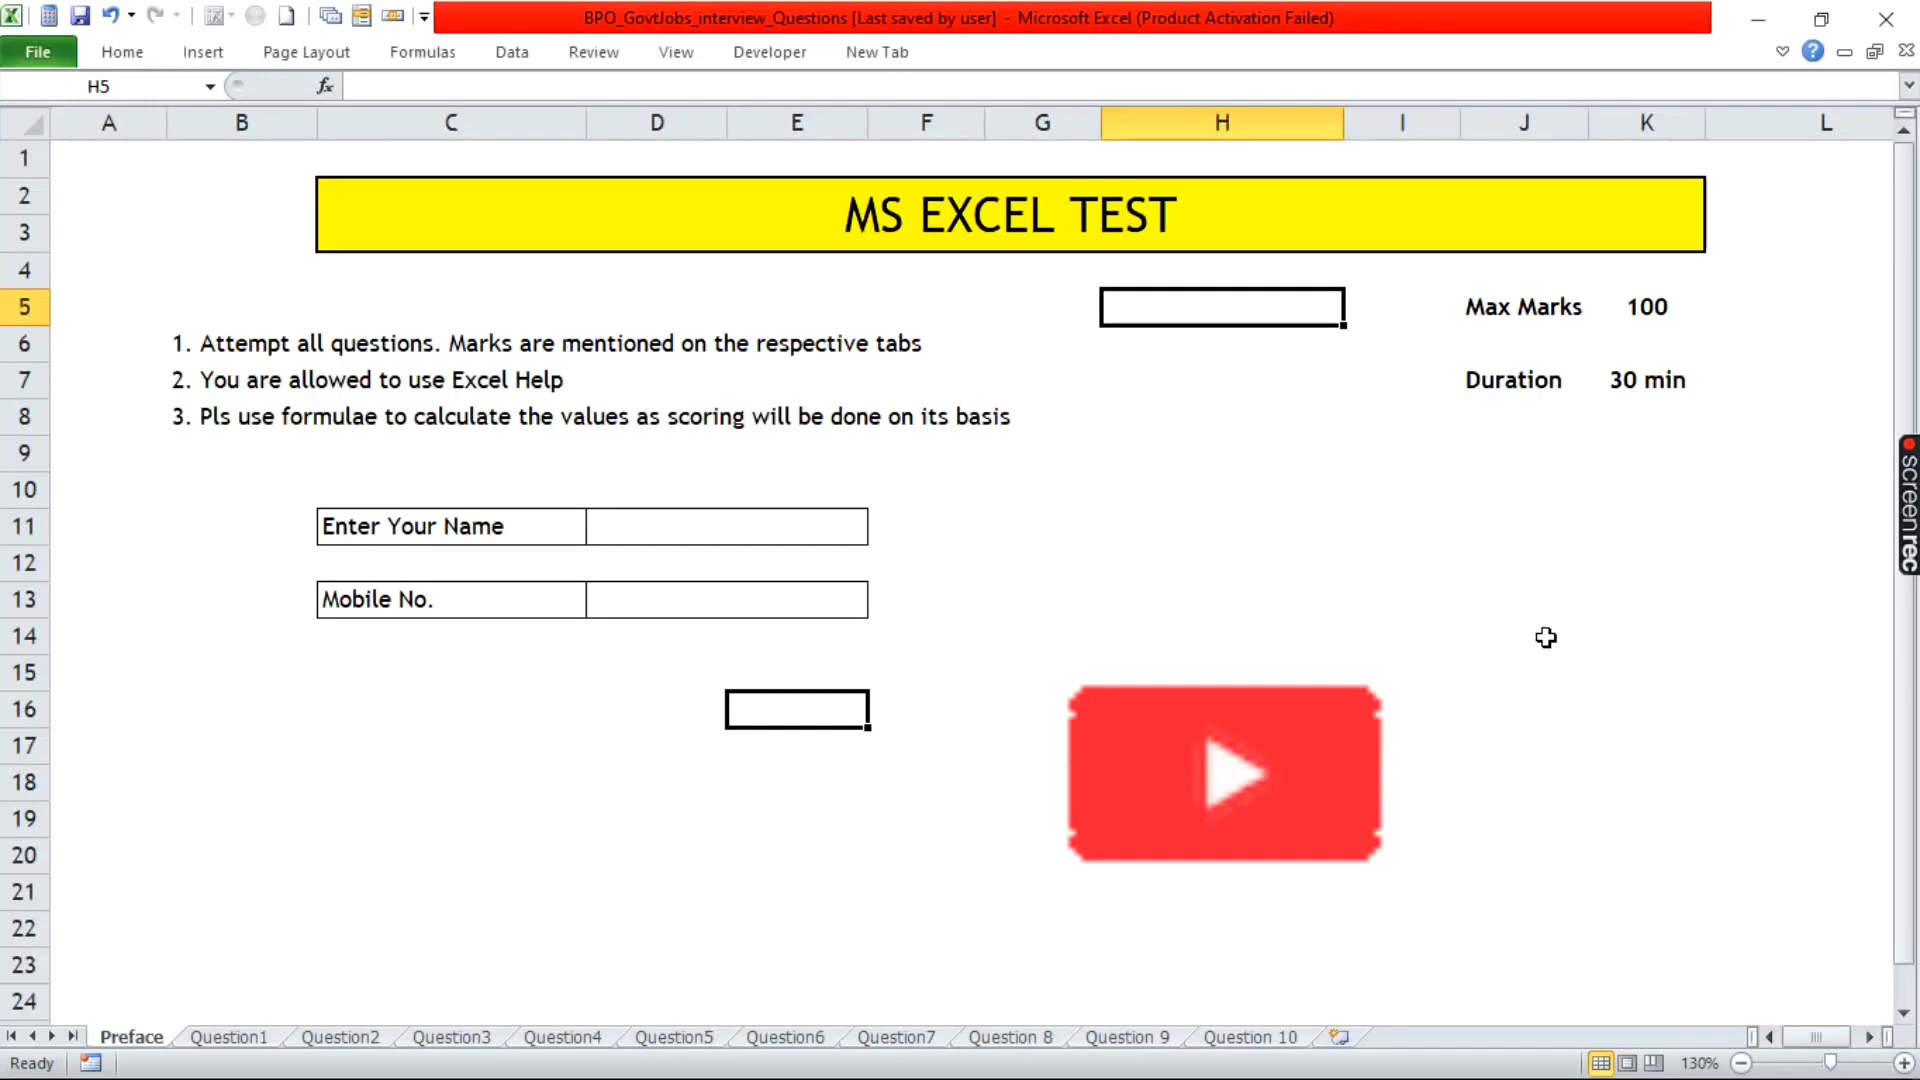 BPO_GovtJobs_interview_Questions [Last saved by user] - Microsoft Excel (Product Activation Failed)
File Home Insert Page Layout Formulas Data Review View Developer New Tab
H5 fx
A B C D E F G H I J K L
1
2
MS EXCEL TEST
3
4
5 Max Marks 100
6 1. Attempt all questions. Marks are mentioned on the respective tabs
7 2. You are allowed to use Excel Help Duration 30 min
8 3. Pls use formulae to calculate the values as scoring will be done on its basis
9
10
11 Enter Your Name
12
13 Mobile No.
14
15
16
17
18
19
20
21
22
23
24
screenrec
Preface Question1 Question2 Question3 Question4 Question5 Question6 Question7 Question 8 Question 9 Question 10
Ready 130%